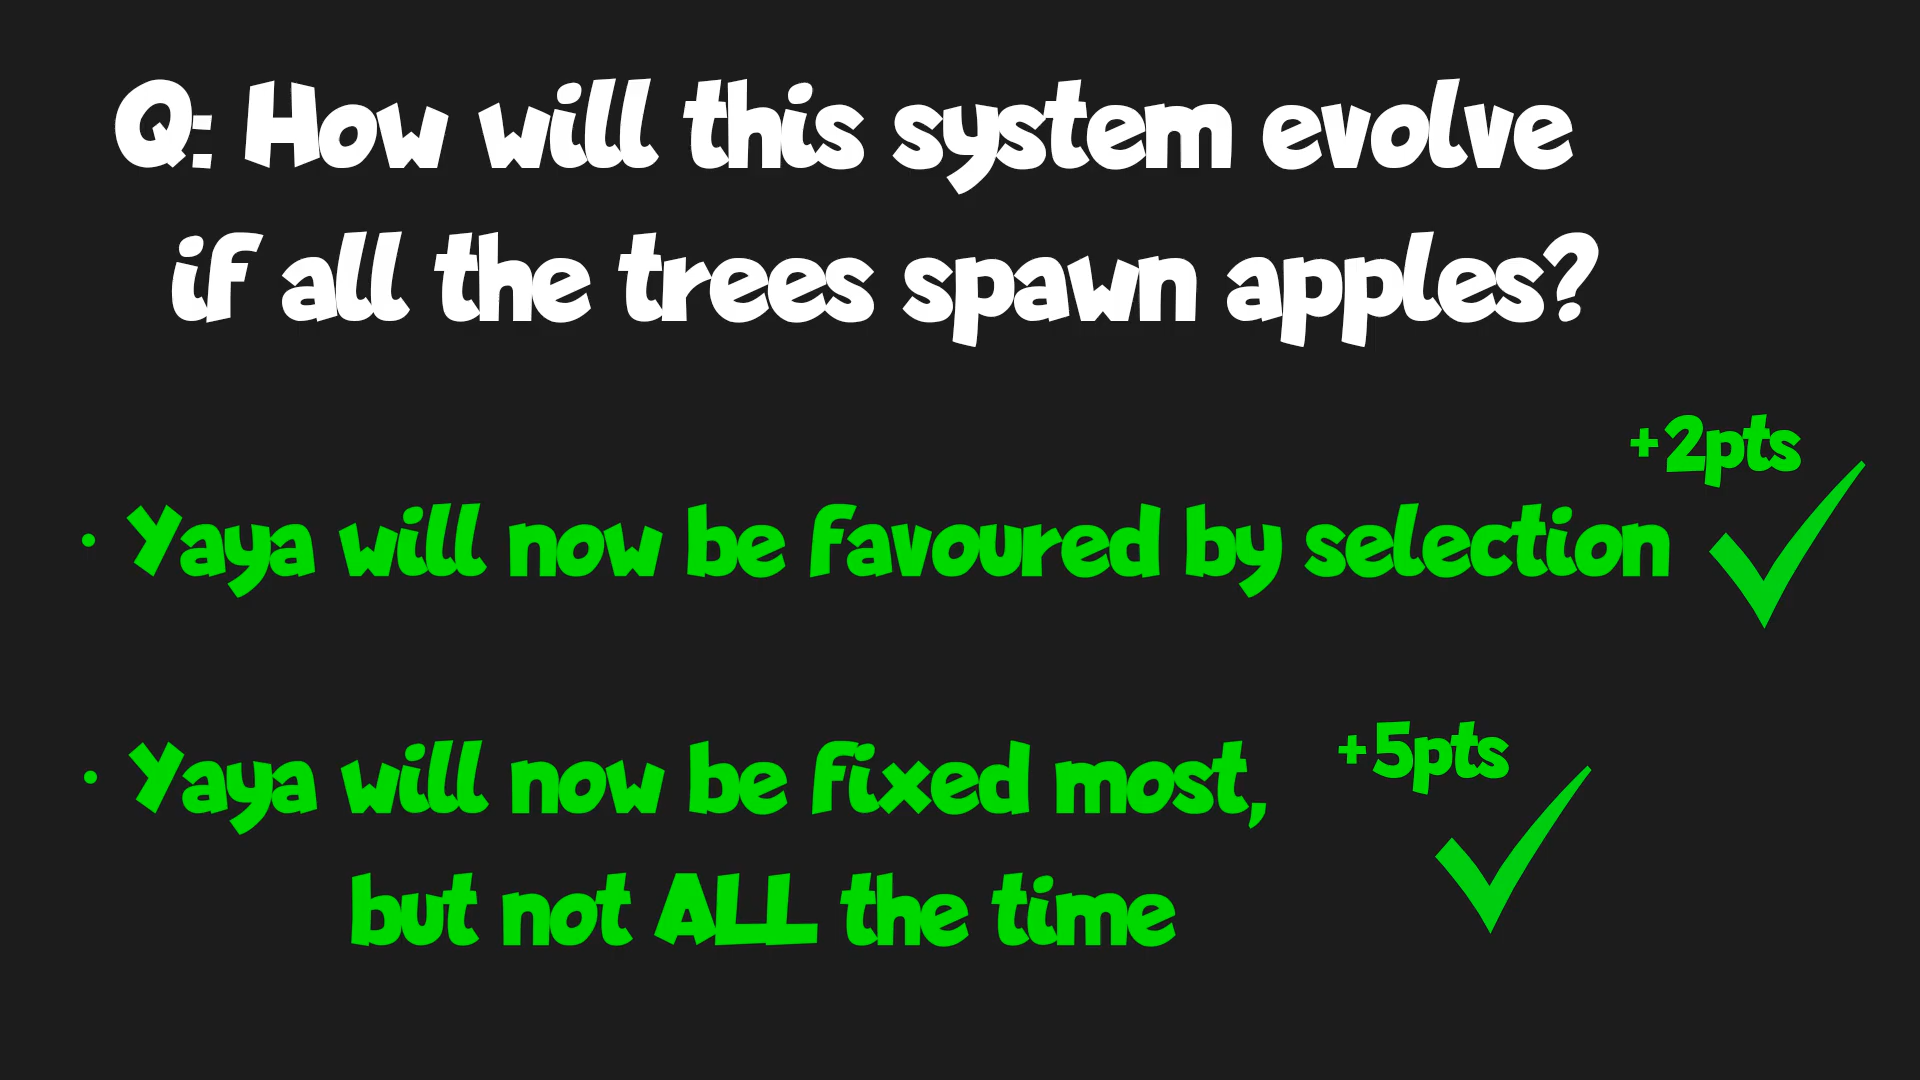 Q: How will this system evolve
if all the trees spawn apples?
+2pts
• Yaya will now be favoured by selection
+5pts
• Yaya will now be fixed most,
but not ALL the time